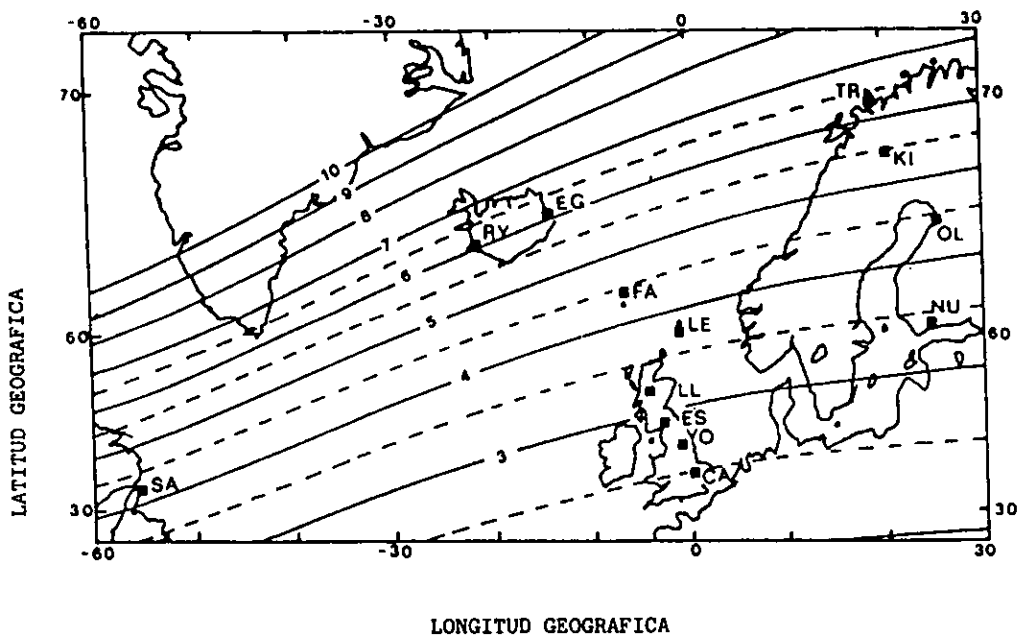 -60 -30 0 30
70 TR 70
KI
10
9
8
EG
7 RY OL
6
FA
5 NU
60 LE 60
4 LL
ES
YO
3
SA CA
30 30
-60 -30 0 30
LATITUD GEOGRAFICA
LONGITUD GEOGRAFICA